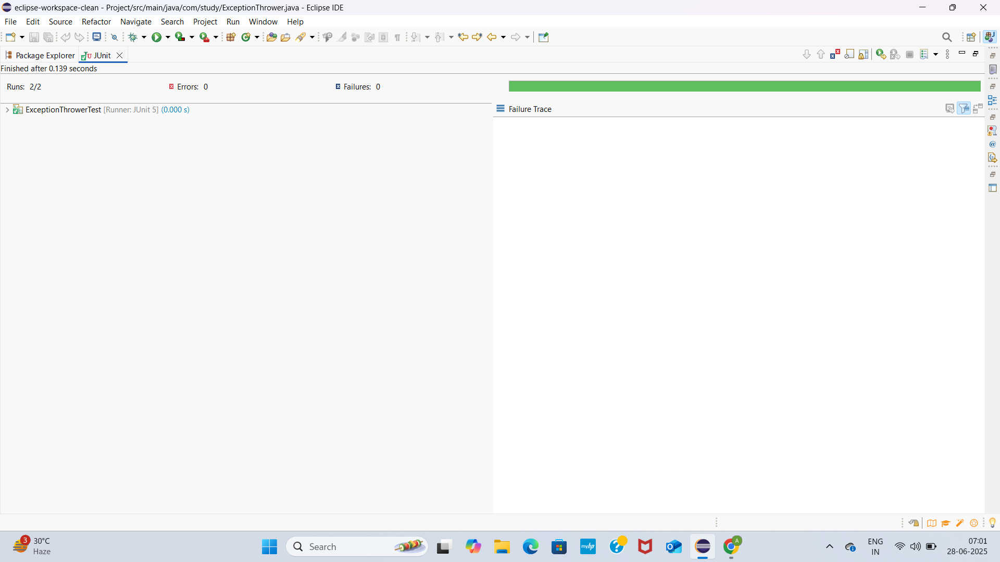 eclipse-workspace-clean - Project/src/main/java/com/study/ExceptionThrower.java - Eclipse IDE
File Edit Source Refactor Navigate Search Project Run Window Help
Package Explorer JUnit
Finished after 0.139 seconds
Runs: 2/2 Errors: 0 Failures: 0
ExceptionThrowerTest [Runner: JUnit 5] (0.000 s)
Failure Trace
3
30°C
Haze
Search
myhp
A
ENG
IN
07:01
28-06-2025